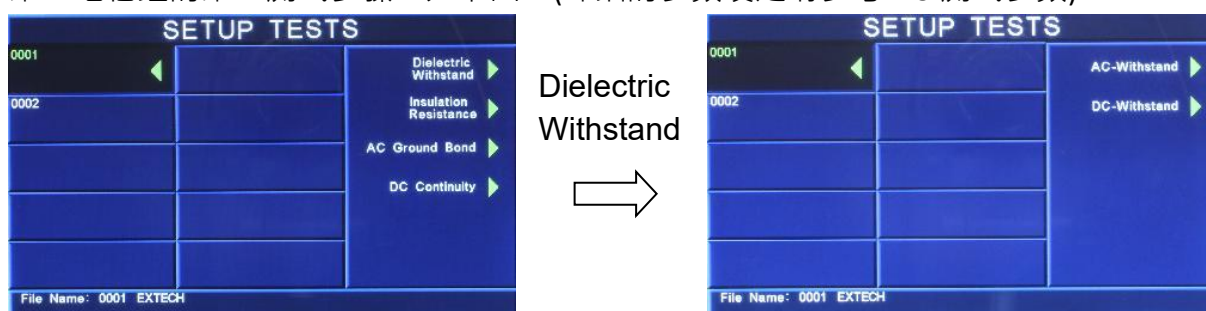 SETUP TESTS
0001
0002
Dielectric
Withstand
Insulation
Resistance
AC Ground Bond
DC Continuity
File Name: 0001 EXTECH
Dielectric
Withstand
SETUP TESTS
0001
0002
AC-Withstand
DC-Withstand
File Name: 0001 EXTECH